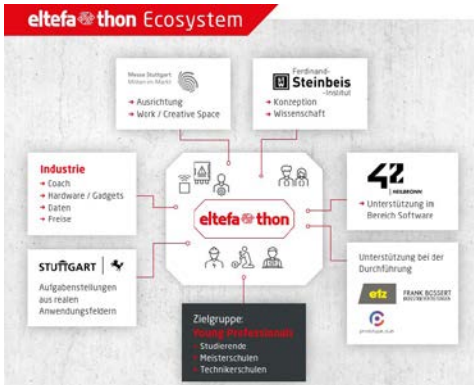 eltefa thon Ecosystem
Messe Stuttgart
Mitten im Markt
Ausrichtung
Work / Creative Space
Ferdinand-
Steinbeis
-Institut
Konzeption
Wissenschaft
Industrie
Coach
Hardware / Gadgets
Daten
Preise
eltefa thon
42
HEILBRONN
Unterstützung im
Bereich Software
STUTTGART
Aufgabenstellungen
aus realen
Anwendungsfeldern
Unterstützung bei der
Durchführung
etz
FRANK BOSSERT
Zielgruppe:
Young Professionals
Studierende
Meisterschulen
Technikerschulen